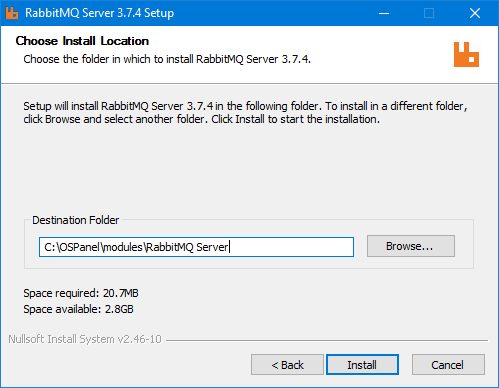 RabbitMQ Server 3.7.4 Setup
Choose Install Location
Choose the folder in which to install RabbitMQ Server 3.7.4.
Setup will install RabbitMQ Server 3.7.4 in the following folder. To install in a different folder,
click Browse and select another folder. Click Install to start the installation.
Destination Folder
C:\OSPanel\modules\RabbitMQ Server
Browse...
Space required: 20.7MB
Space available: 2.8GB
Nullsoft Install System v2.46-10
< Back
Install
Cancel